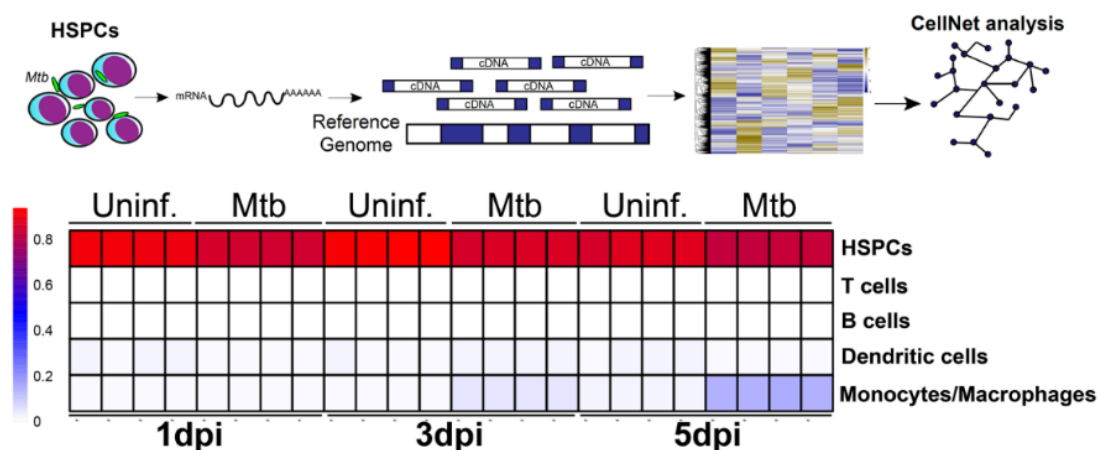 HSPCs
CellNet analysis
Mtb
mRNA
AAAAAA
cDNA cDNA
cDNA cDNA
cDNA cDNA
Reference
Genome
Uninf. Mtb Uninf. Mtb Uninf. Mtb
0.8
0.6
0.4
0.2
0
HSPCs
T cells
B cells
Dendritic cells
Monocytes/Macrophages
1dpi 3dpi 5dpi